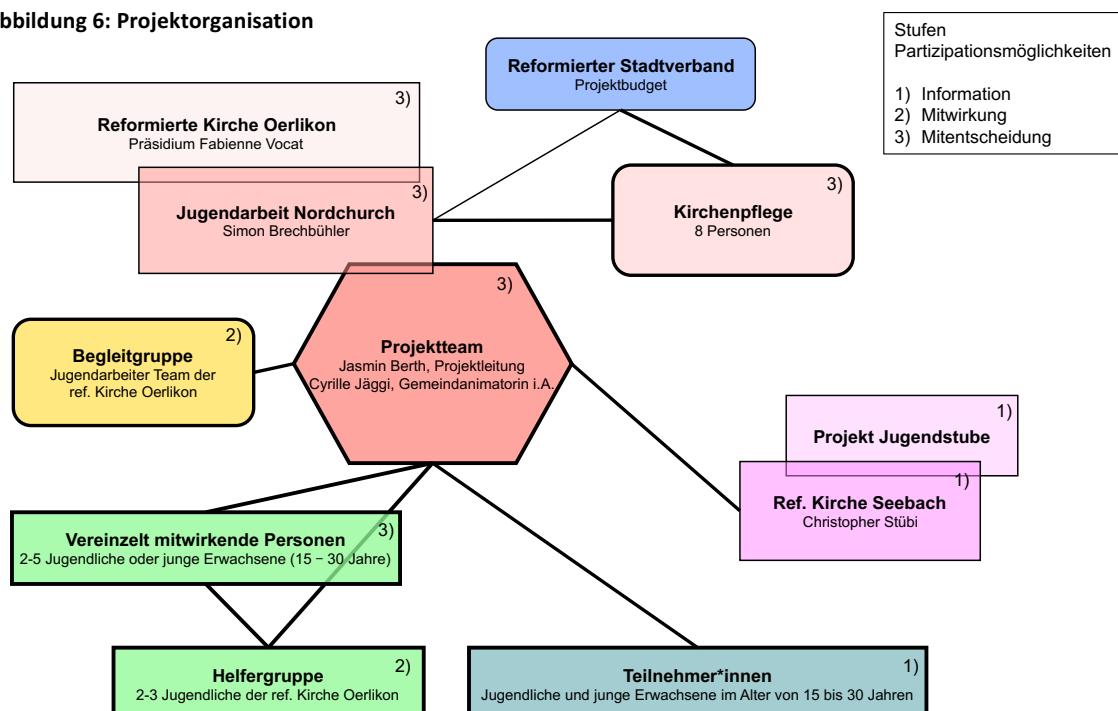 bbildung 6: Projektorganisation
Stufen
Partizipationsmöglichkeiten
1) Information
2) Mitwirkung
3) Mitentscheidung
Reformierter Stadtverband
Projektbudget
3)
Reformierte Kirche Oerlikon
Präsidium Fabienne Vocat
3)
Jugendarbeit Nordchurch
Simon Brechbühler
3)
Kirchenpflege
8 Personen
3)
Projektteam
Jasmin Berth, Projektleitung
Cyrille Jäggi, Gemeindanimatorin i.A.
2)
Begleitgruppe
Jugendarbeiter Team der
ref. Kirche Oerlikon
1)
Projekt Jugendstube
1)
Ref. Kirche Seebach
Christopher Stübi
3)
Vereinzelt mitwirkende Personen
2-5 Jugendliche oder junge Erwachsene (15 – 30 Jahre)
2)
Helfergruppe
2-3 Jugendliche der ref. Kirche Oerlikon
1)
Teilnehmer*innen
Jugendliche und junge Erwachsene im Alter von 15 bis 30 Jahren